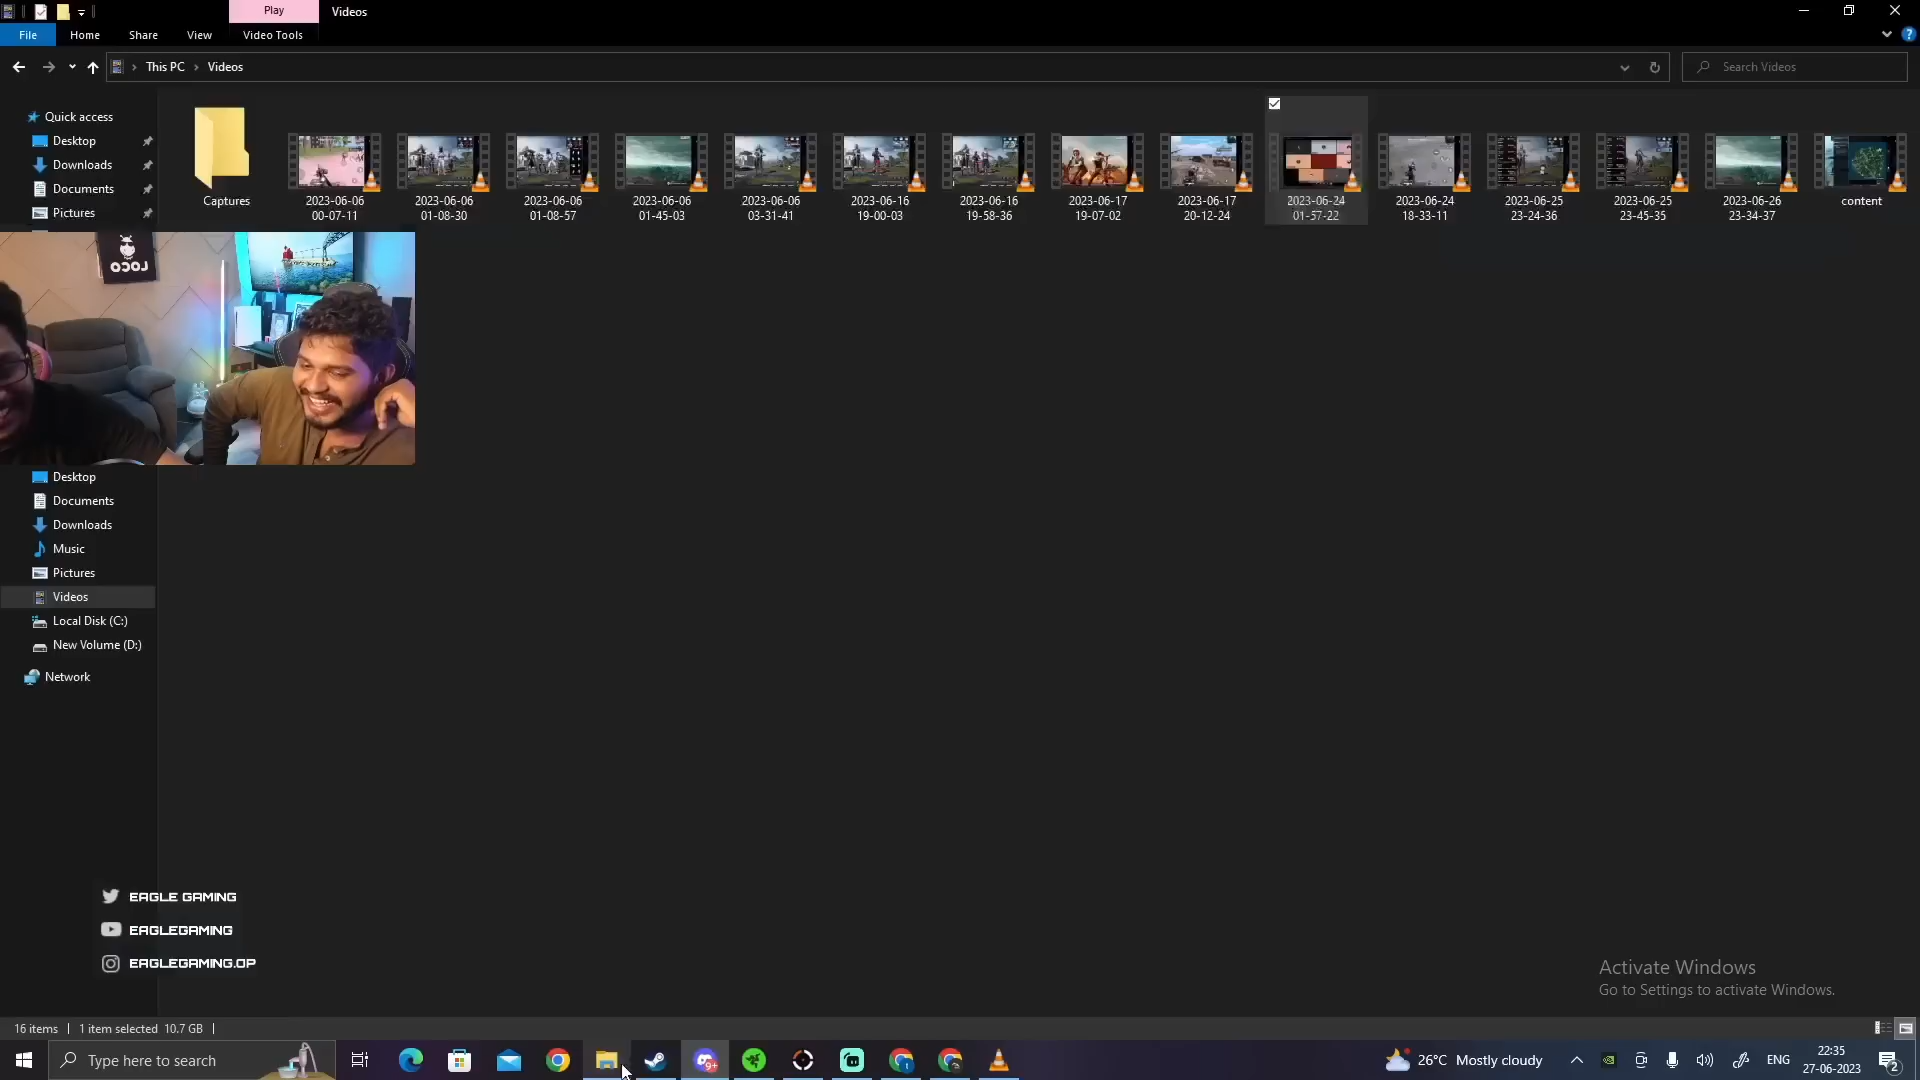 Play
Videos
File
Home
Share
View
Video Tools
This PC
Videos
Search Videos
Quick access
Desktop
Downloads
Documents
Pictures
Captures
2023-06-06
00-07-11
2023-06-06
01-08-30
2023-06-06
01-08-57
2023-06-06
01-45-03
2023-06-06
03-31-41
2023-06-16
19-00-03
2023-06-16
19-58-36
2023-06-17
19-07-02
2023-06-17
20-12-24
2023-06-24
01-57-22
2023-06-24
18-33-11
2023-06-25
23-24-36
2023-06-25
23-45-35
2023-06-26
23-34-37
content
Desktop
Documents
Downloads
Music
Pictures
Videos
Local Disk (C:)
New Volume (D:)
Network
EAGLE GAMING
EAGLEGAMING
EAGLEGAMING.OP
Activate Windows
Go to Settings to activate Windows.
16 items
1 item selected 10.7 GB
Type here to search
9+
26°C Mostly cloudy
ENG
22:35
27-06-2023
2